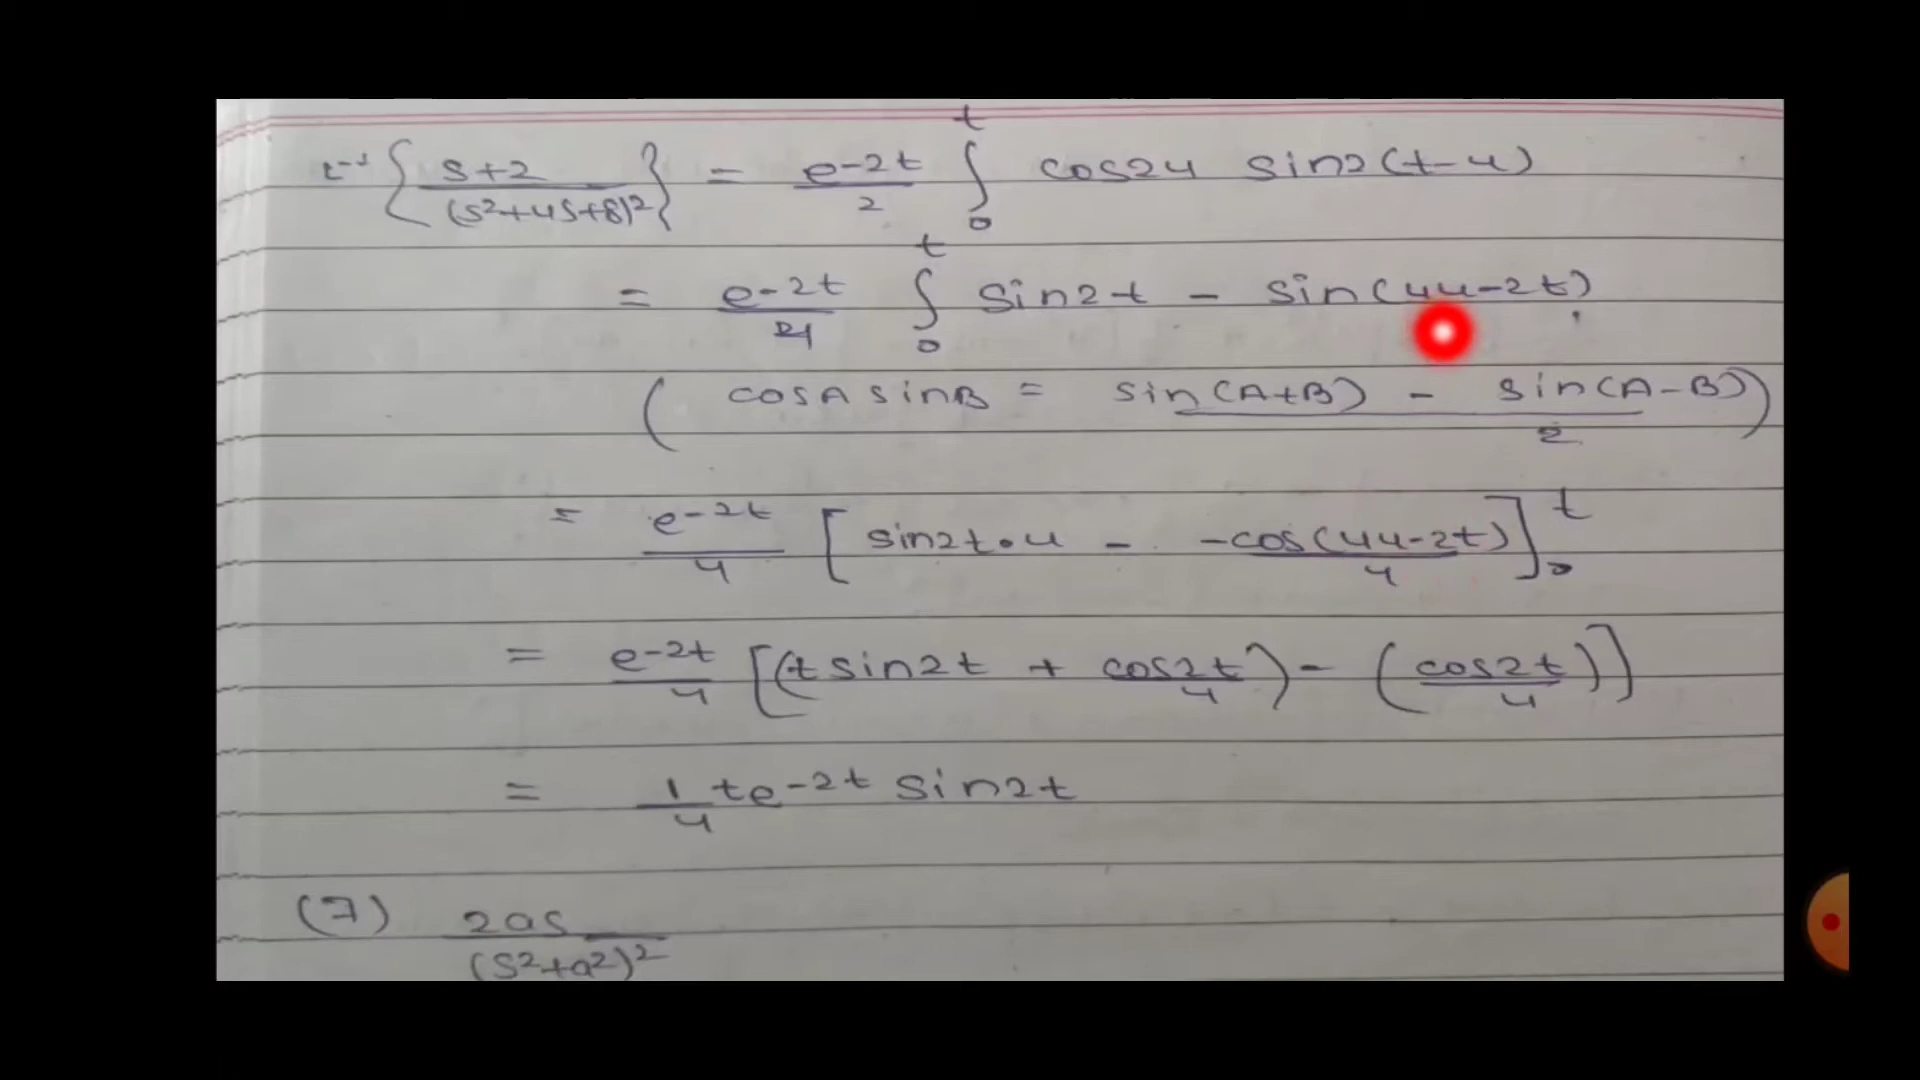 L⁻¹ { s+2 / (s²+4s+8)² } = e^-2t / 2 ∫₀ᵗ cos2u sin2(t-u)
= e^-2t / 4 ∫₀ᵗ sin2t - sin(4u-2t)
( cosA sinB = sin(A+B) - sin(A-B) / 2 )
= e^-2t / 4 [ sin2t·u - -cos(4u-2t) / 4 ]₀ᵗ
= e^-2t / 4 [(t sin2t + cos2t / 4) - (cos2t / 4)]
= 1/4 te^-2t sin2t
(7) 2as / (s²+a²)²